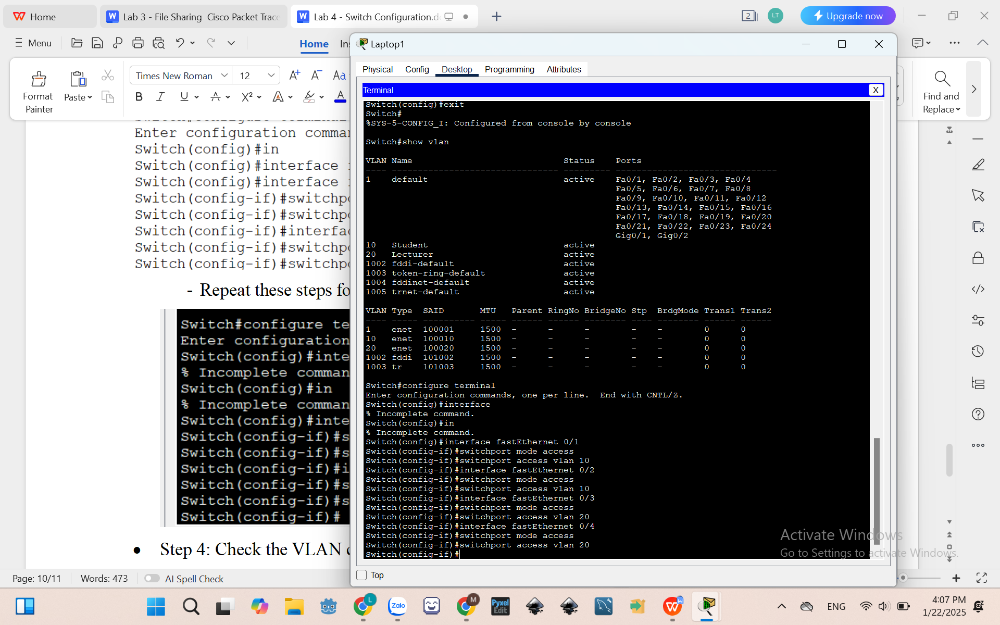 Home
Lab 3 - File Sharing Cisco Packet Trace
Lab 4 - Switch Configuration.d
2
LT
Upgrade now
Menu
Home
Ins
Format
Painter
Paste
Times New Roman
12
Find and
Replace
Enter configuration comma
Switch(config)#in
Switch(config)#interface
Switch(config)#interface
Switch(config-if)#switchpo
Switch(config-if)#switchpo
Switch(config-if)#interfac
Switch(config-if)#switchpo
Switch(config-if)#switchpo
- Repeat these steps fo
Switch#configure te
Enter configuration
Switch(config)#inte
% Incomplete comman
Switch(config)#in
% Incomplete comman
Switch(config)#inte
Switch(config-if)#s
Switch(config-if)#s
Switch(config-if)#i
Switch(config-if)#s
Switch(config-if)#s
Switch(config-if)#
● Step 4: Check the VLAN
Page: 10/11 Words: 473 AI Spell Check
Laptop1
Physical Config Desktop Programming Attributes
Terminal X
Switch(config)#exit
Switch#
%SYS-5-CONFIG_I: Configured from console by console
Switch#show vlan
VLAN Name Status Ports
---- -------------------------------- --------- -------------------------------
1 default active Fa0/1, Fa0/2, Fa0/3, Fa0/4
Fa0/5, Fa0/6, Fa0/7, Fa0/8
Fa0/9, Fa0/10, Fa0/11, Fa0/12
Fa0/13, Fa0/14, Fa0/15, Fa0/16
Fa0/17, Fa0/18, Fa0/19, Fa0/20
Fa0/21, Fa0/22, Fa0/23, Fa0/24
Gig0/1, Gig0/2
10 Student active
20 Lecturer active
1002 fddi-default active
1003 token-ring-default active
1004 fddinet-default active
1005 trnet-default active
VLAN Type SAID MTU Parent RingNo BridgeNo Stp BrdgMode Trans1 Trans2
---- ----- ---------- ----- ------ ------ -------- ---- -------- ------ ------
1 enet 100001 1500 - - - - - 0 0
10 enet 100010 1500 - - - - - 0 0
20 enet 100020 1500 - - - - - 0 0
1002 fddi 101002 1500 - - - - - 0 0
1003 tr 101003 1500 - - - - - 0 0
Switch#configure terminal
Enter configuration commands, one per line. End with CNTL/Z.
Switch(config)#interface
% Incomplete command.
Switch(config)#in
% Incomplete command.
Switch(config)#interface fastEthernet 0/1
Switch(config-if)#switchport mode access
Switch(config-if)#switchport access vlan 10
Switch(config-if)#interface fastEthernet 0/2
Switch(config-if)#switchport mode access
Switch(config-if)#switchport access vlan 10
Switch(config-if)#interface fastEthernet 0/3
Switch(config-if)#switchport mode access
Switch(config-if)#switchport access vlan 20
Switch(config-if)#interface fastEthernet 0/4
Switch(config-if)#switchport mode access
Switch(config-if)#switchport access vlan 20
Switch(config-if)#
Top
Activate Windows
Go to Settings to activate Windows.
L
Zalo
M
Pyxel
Edit
ENG
4:07 PM
1/22/2025